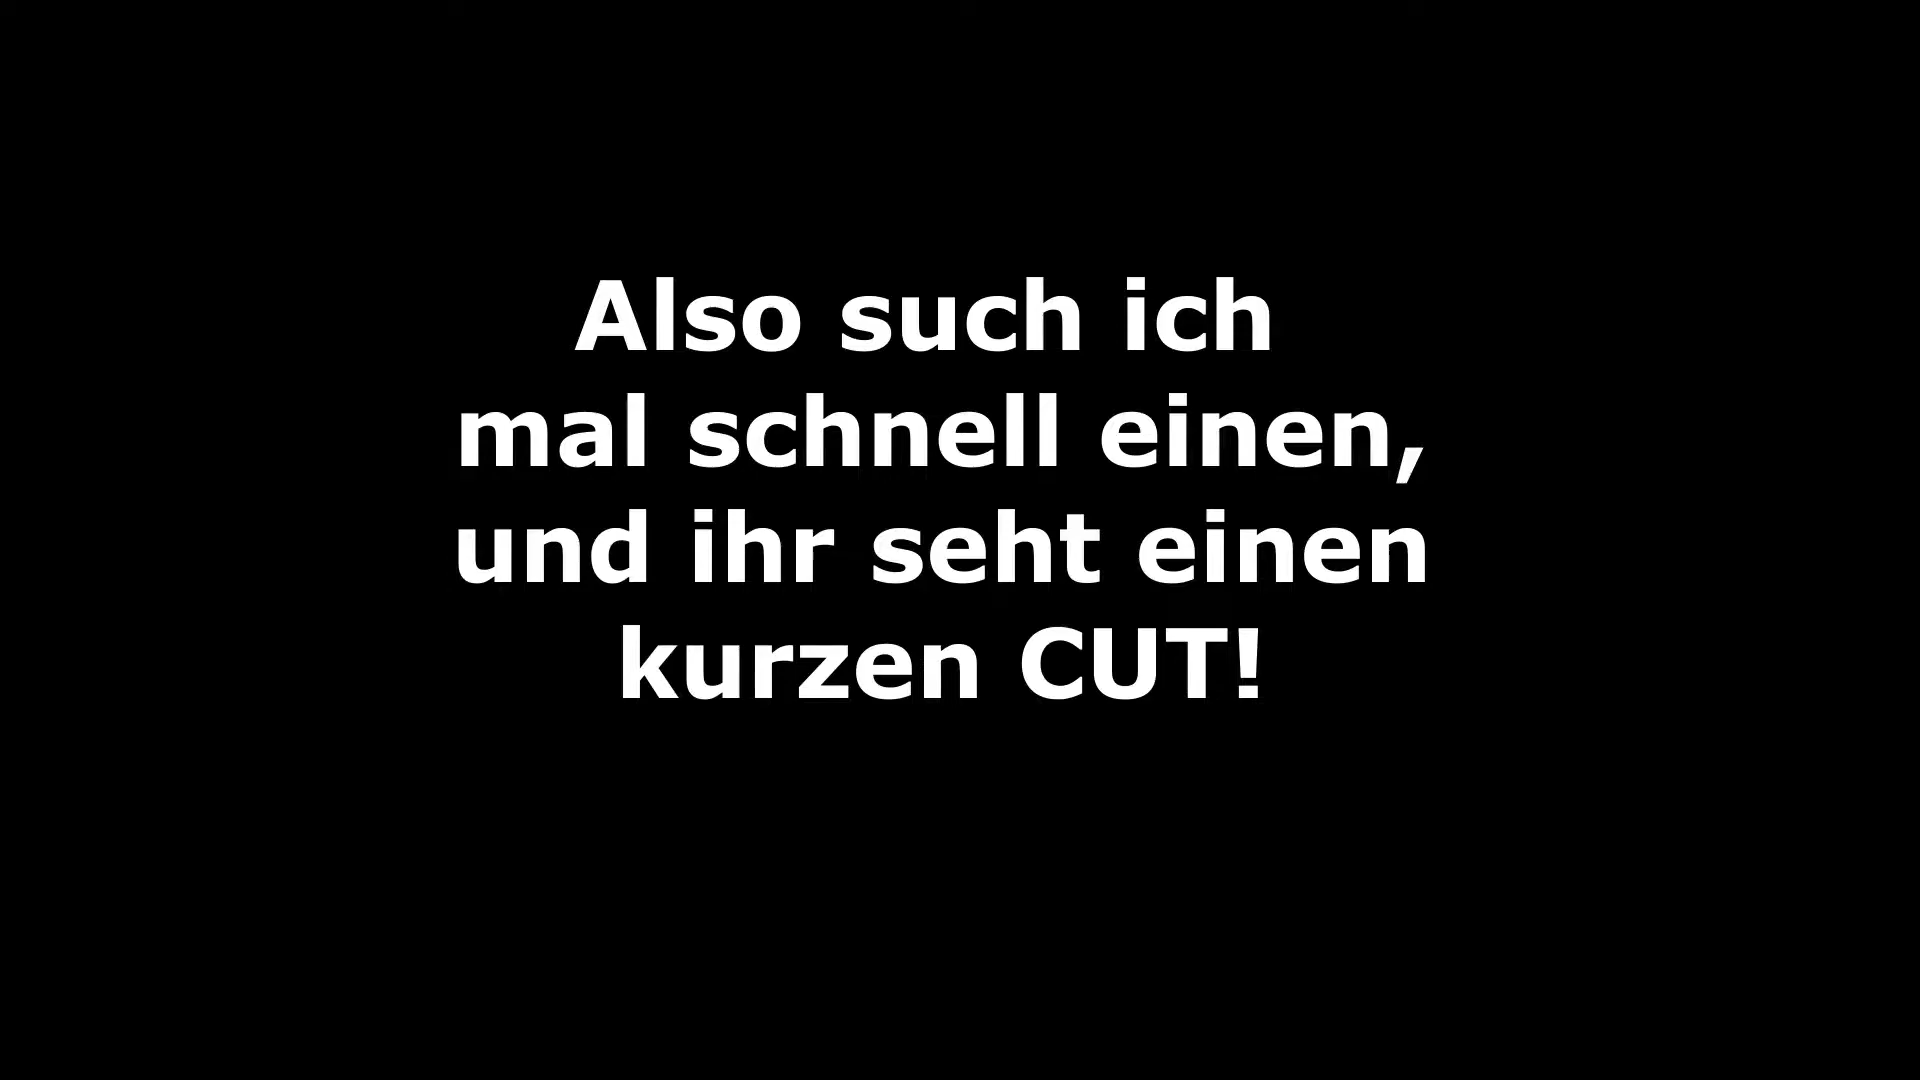 Also such ich
mal schnell einen,
und ihr seht einen
kurzen CUT!